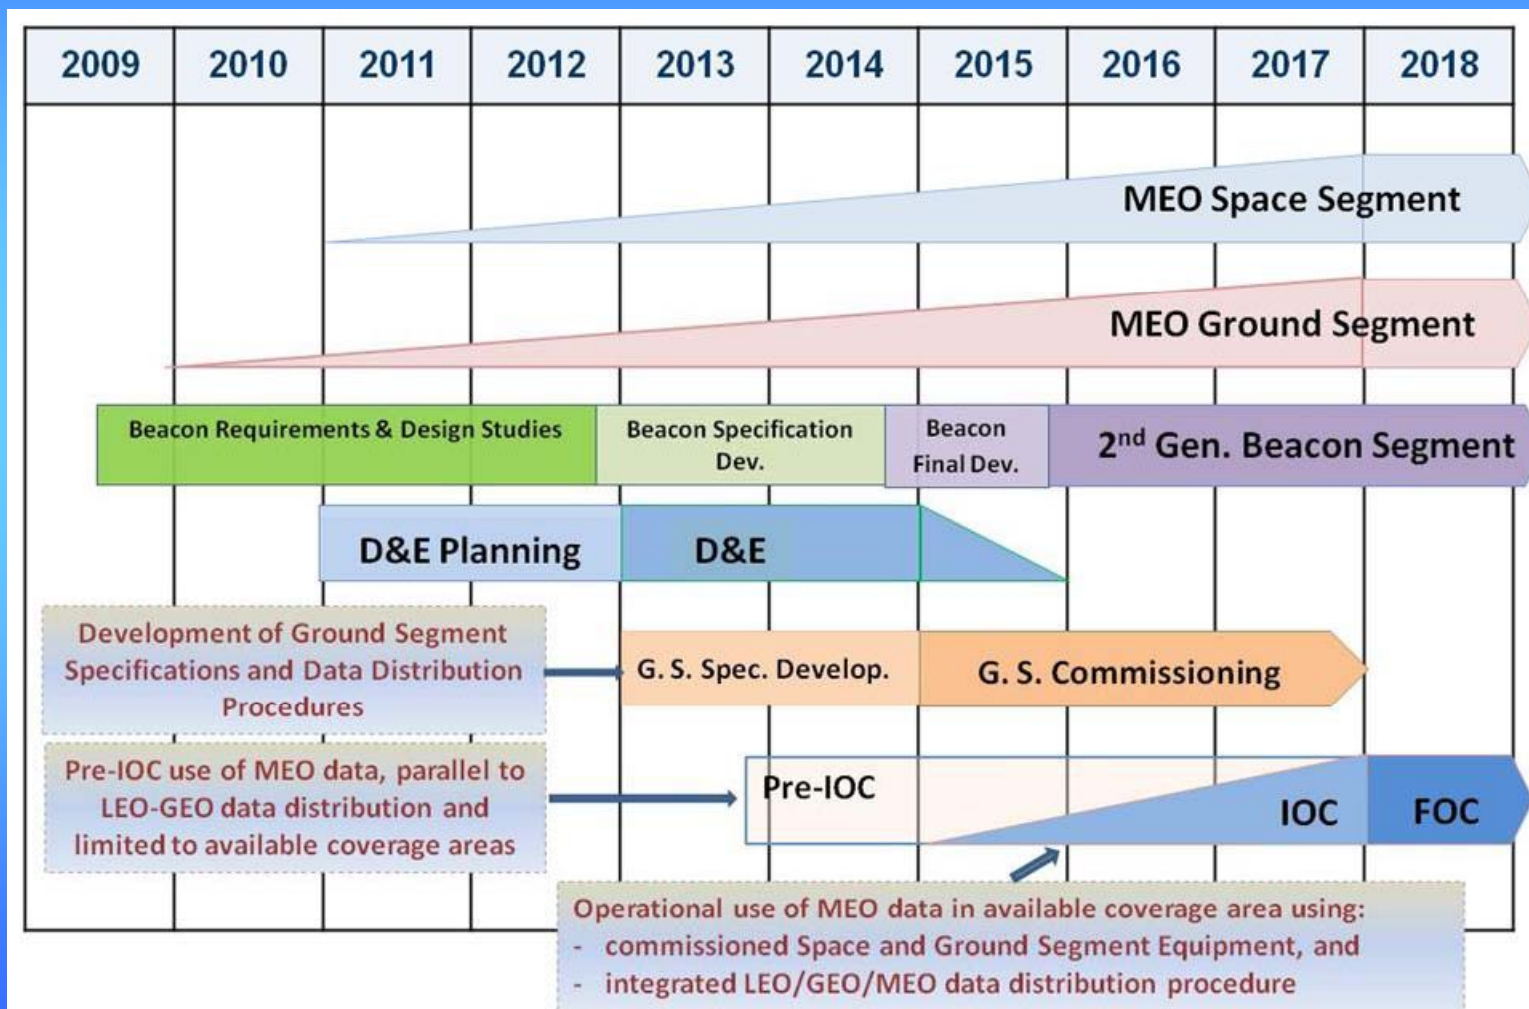 2009 2010 2011 2012 2013 2014 2015 2016 2017 2018
MEO Space Segment
MEO Ground Segment
Beacon Requirements & Design Studies
Beacon Specification
Dev.
Beacon
Final Dev.
2nd Gen. Beacon Segment
D&E Planning
D&E
Development of Ground Segment
Specifications and Data Distribution
Procedures
G. S. Spec. Develop.
G. S. Commissioning
Pre-IOC use of MEO data, parallel to
LEO-GEO data distribution and
limited to available coverage areas
Pre-IOC
IOC
FOC
Operational use of MEO data in available coverage area using:
- commissioned Space and Ground Segment Equipment, and
- integrated LEO/GEO/MEO data distribution procedure